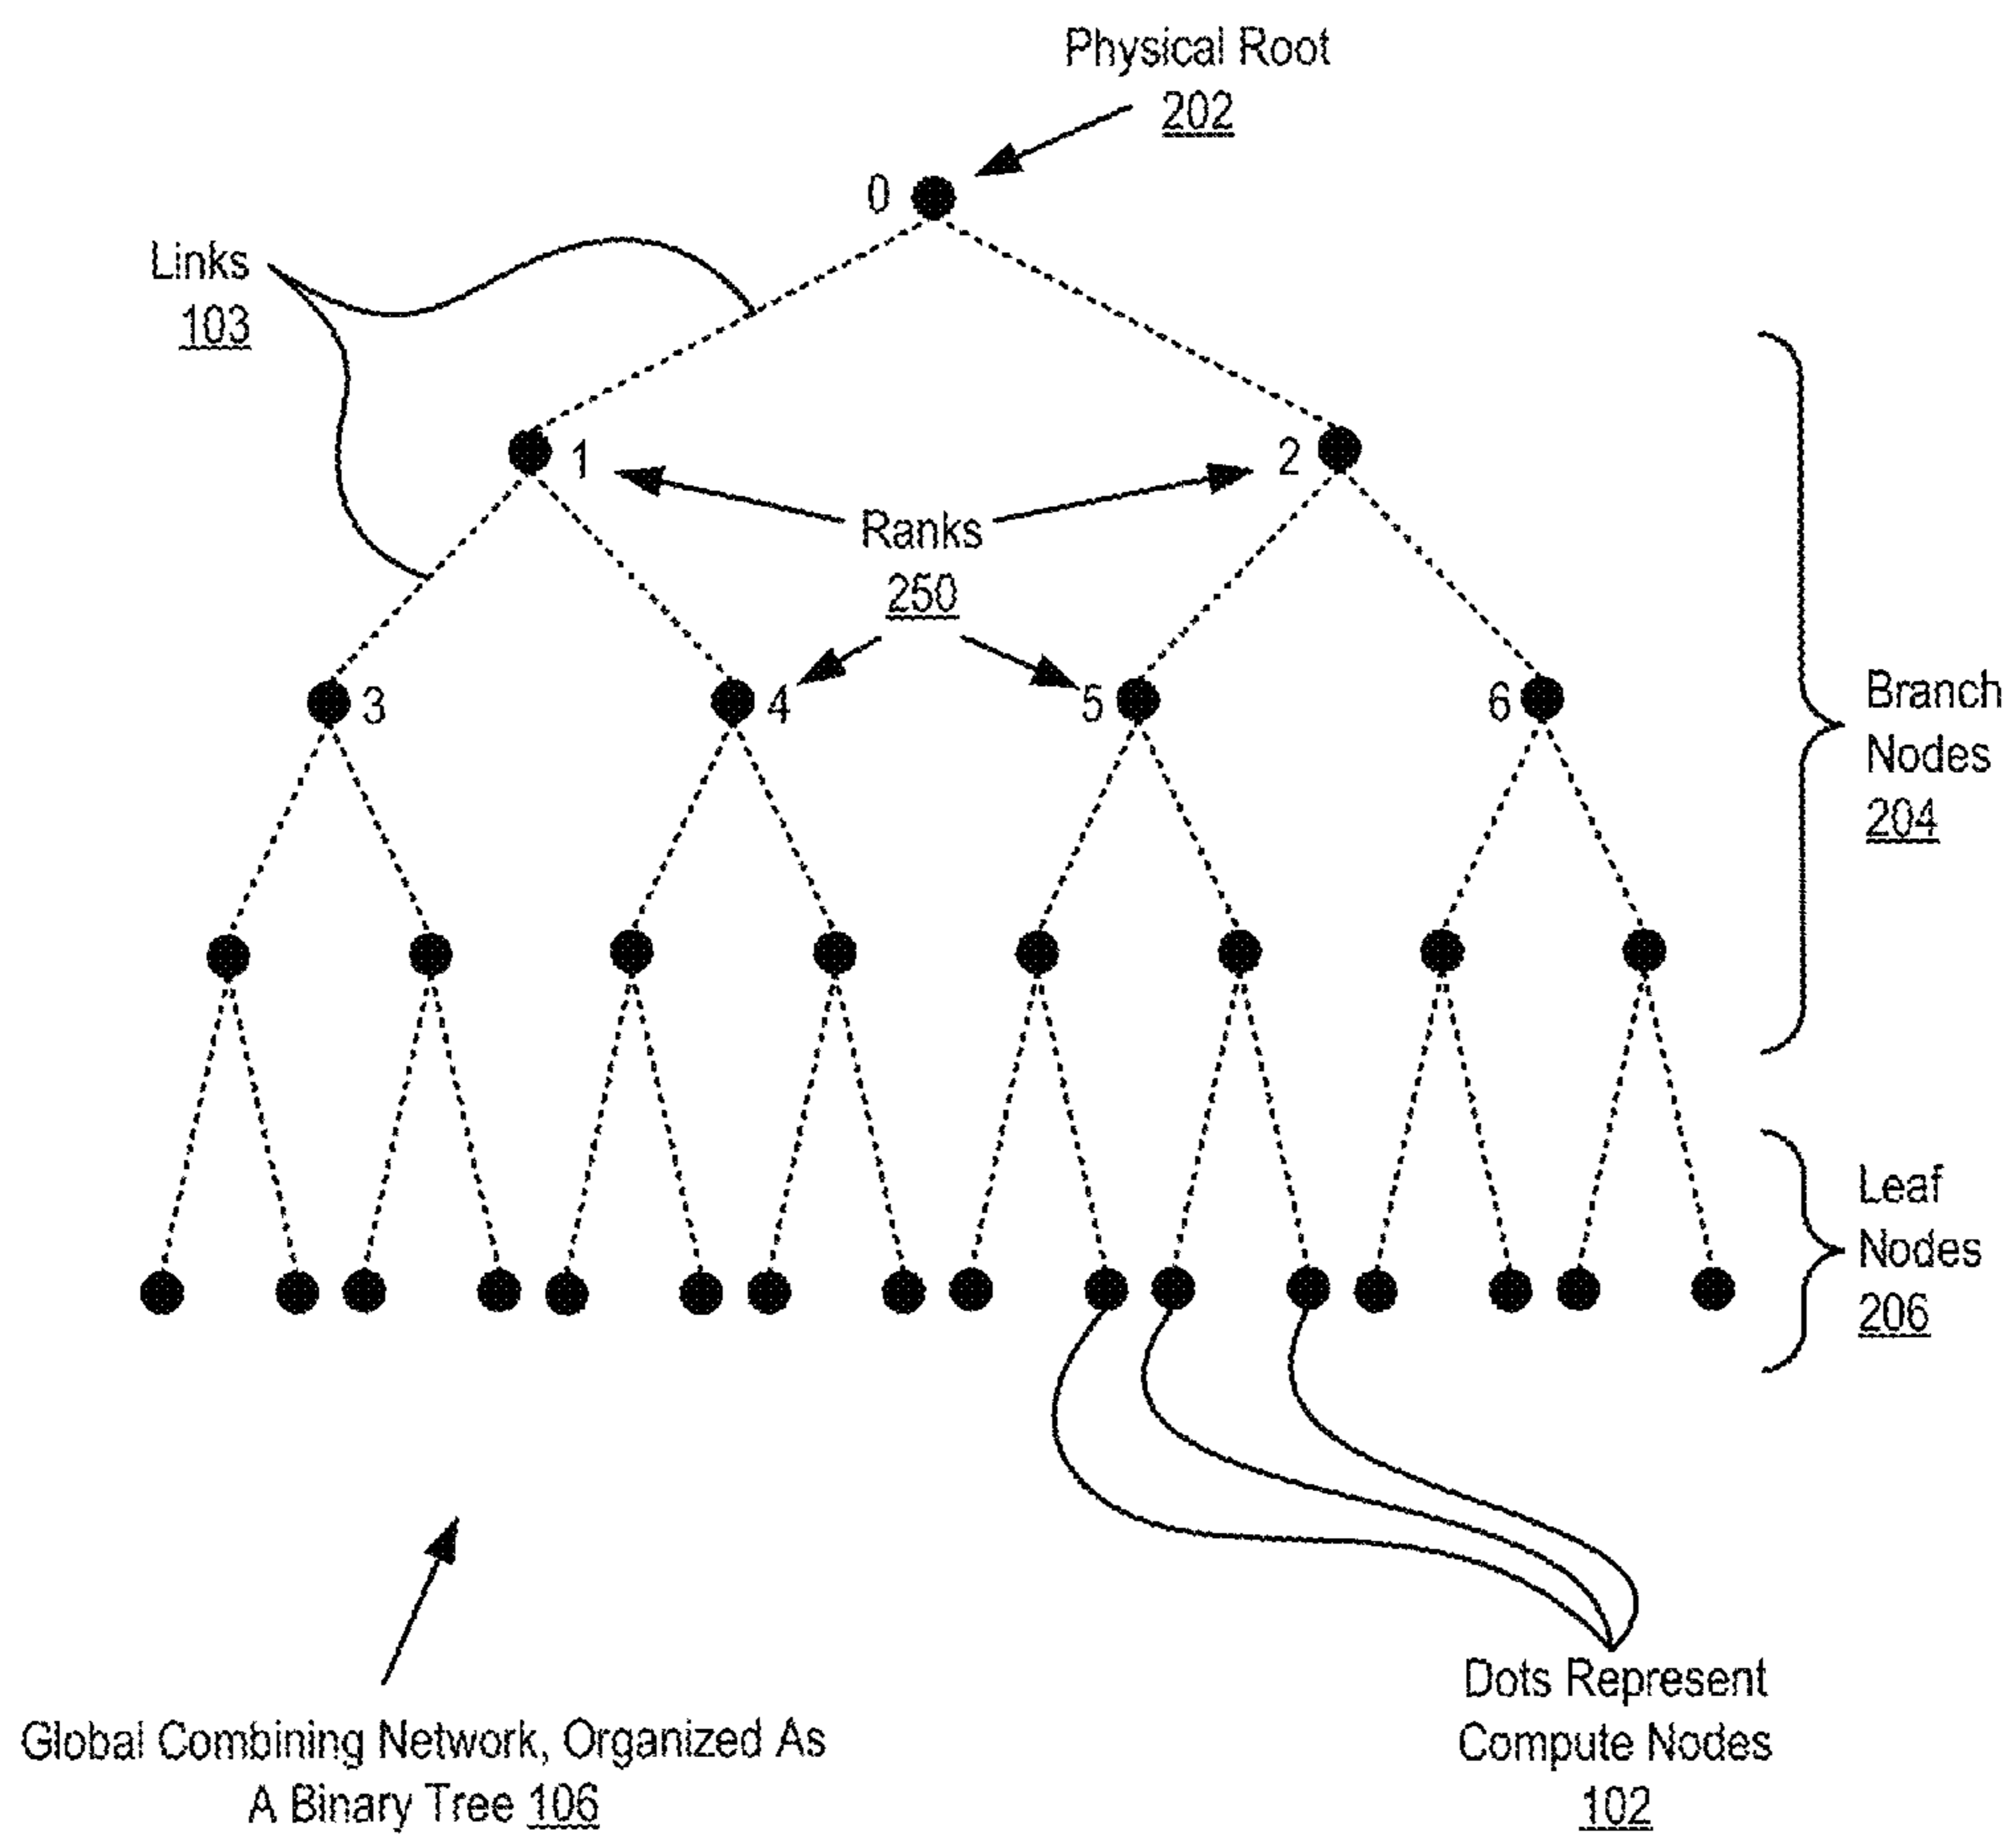 Physical Root
202
0
Links
103
1
2
Ranks
250
3
4
5
6
Branch
Nodes
204
Leaf
Nodes
206
Dots Represent
Compute Nodes
102
Global Combining Network, Organized As
A Binary Tree 106